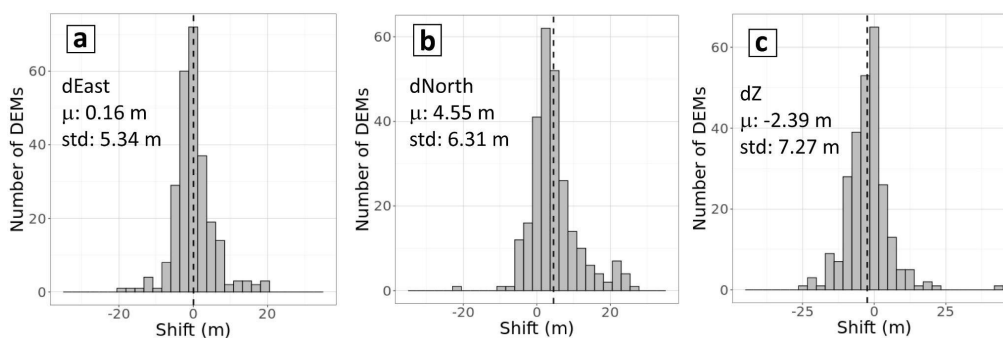 a
dEast
μ: 0.16 m
std: 5.34 m
Number of DEMs
60
40
20
0
-20
0
20
Shift (m)
b
dNorth
μ: 4.55 m
std: 6.31 m
Number of DEMs
60
40
20
0
-20
0
20
Shift (m)
c
dZ
μ: -2.39 m
std: 7.27 m
Number of DEMs
60
40
20
0
-25
0
25
Shift (m)